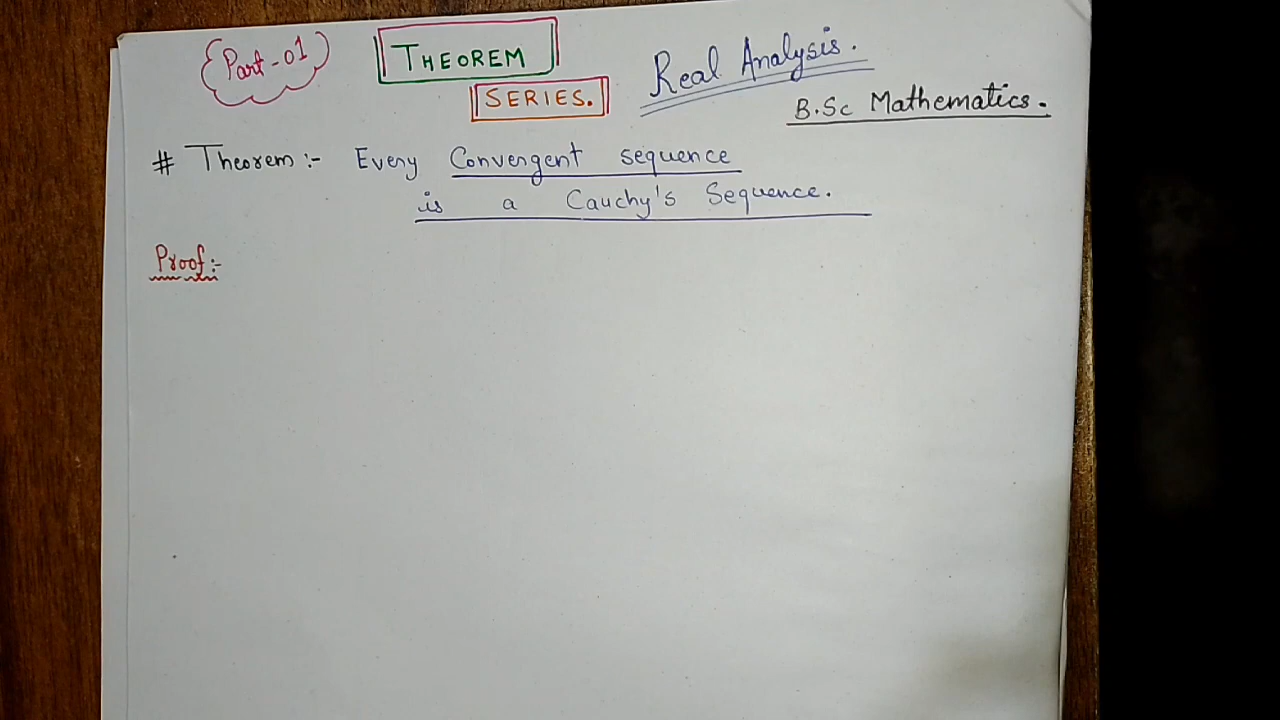 Part-01
THEOREM
SERIES.
Real Analysis.
B.Sc Mathematics.
# Theorem:- Every Convergent sequence
is a Cauchy's Sequence.
Proof:-